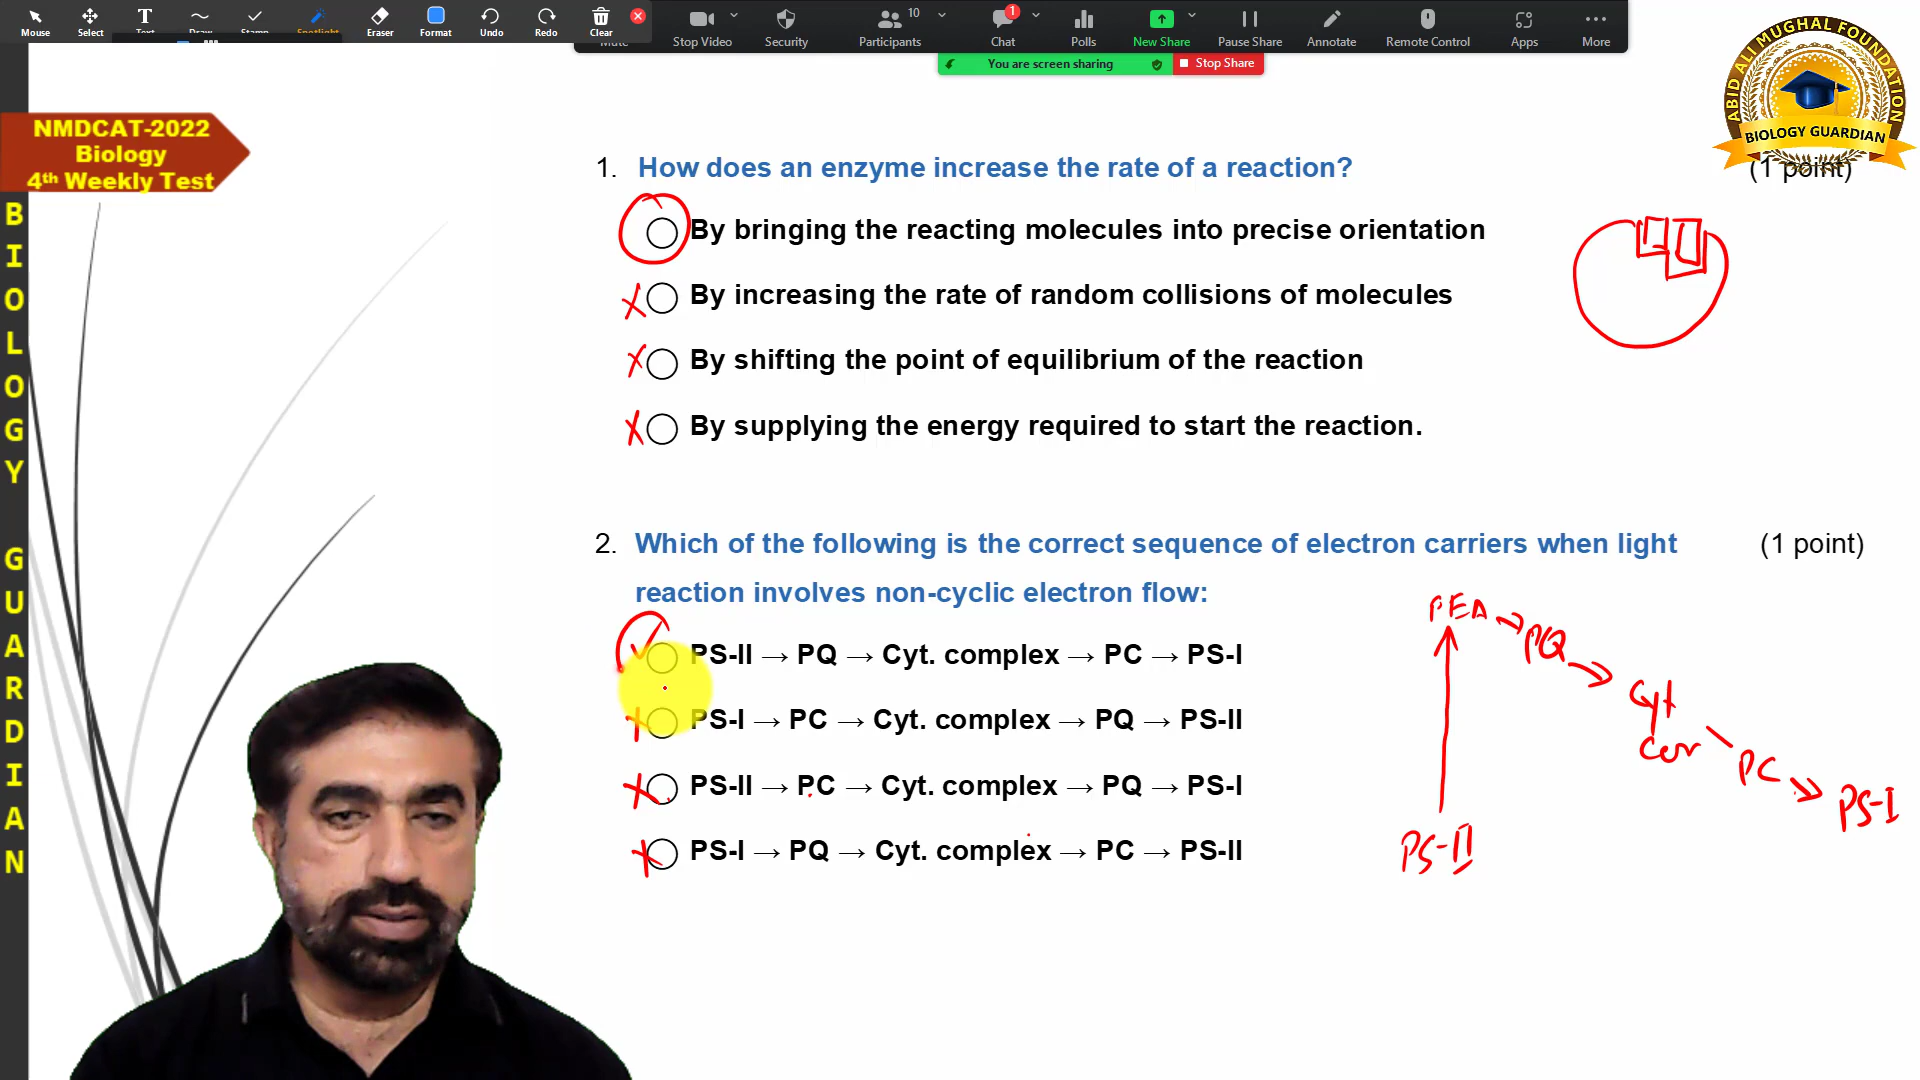 Mouse
Select
Text
Draw
Stamp
Spotlight
Eraser
Format
Undo
Redo
Clear
Mute
Stop Video
Security
10
Participants
1
Chat
Polls
New Share
Pause Share
Annotate
Remote Control
Apps
More
You are screen sharing
Stop Share
ABID ALI MUGHAL FOUNDATION
BIOLOGY GUARDIAN
NMDCAT-2022
Biology
4th Weekly Test
BIOLOGY GUARDIAN
1. How does an enzyme increase the rate of a reaction? (1 point)
By bringing the reacting molecules into precise orientation
By increasing the rate of random collisions of molecules
By shifting the point of equilibrium of the reaction
By supplying the energy required to start the reaction.
2. Which of the following is the correct sequence of electron carriers when light (1 point)
reaction involves non-cyclic electron flow:
PS-II → PQ → Cyt. complex → PC → PS-I
PS-I → PC → Cyt. complex → PQ → PS-II
PS-II → PC → Cyt. complex → PQ → PS-I
PS-I → PQ → Cyt. complex → PC → PS-II
PEA → PQ →
Cyt
PC → PS-I
PS-II